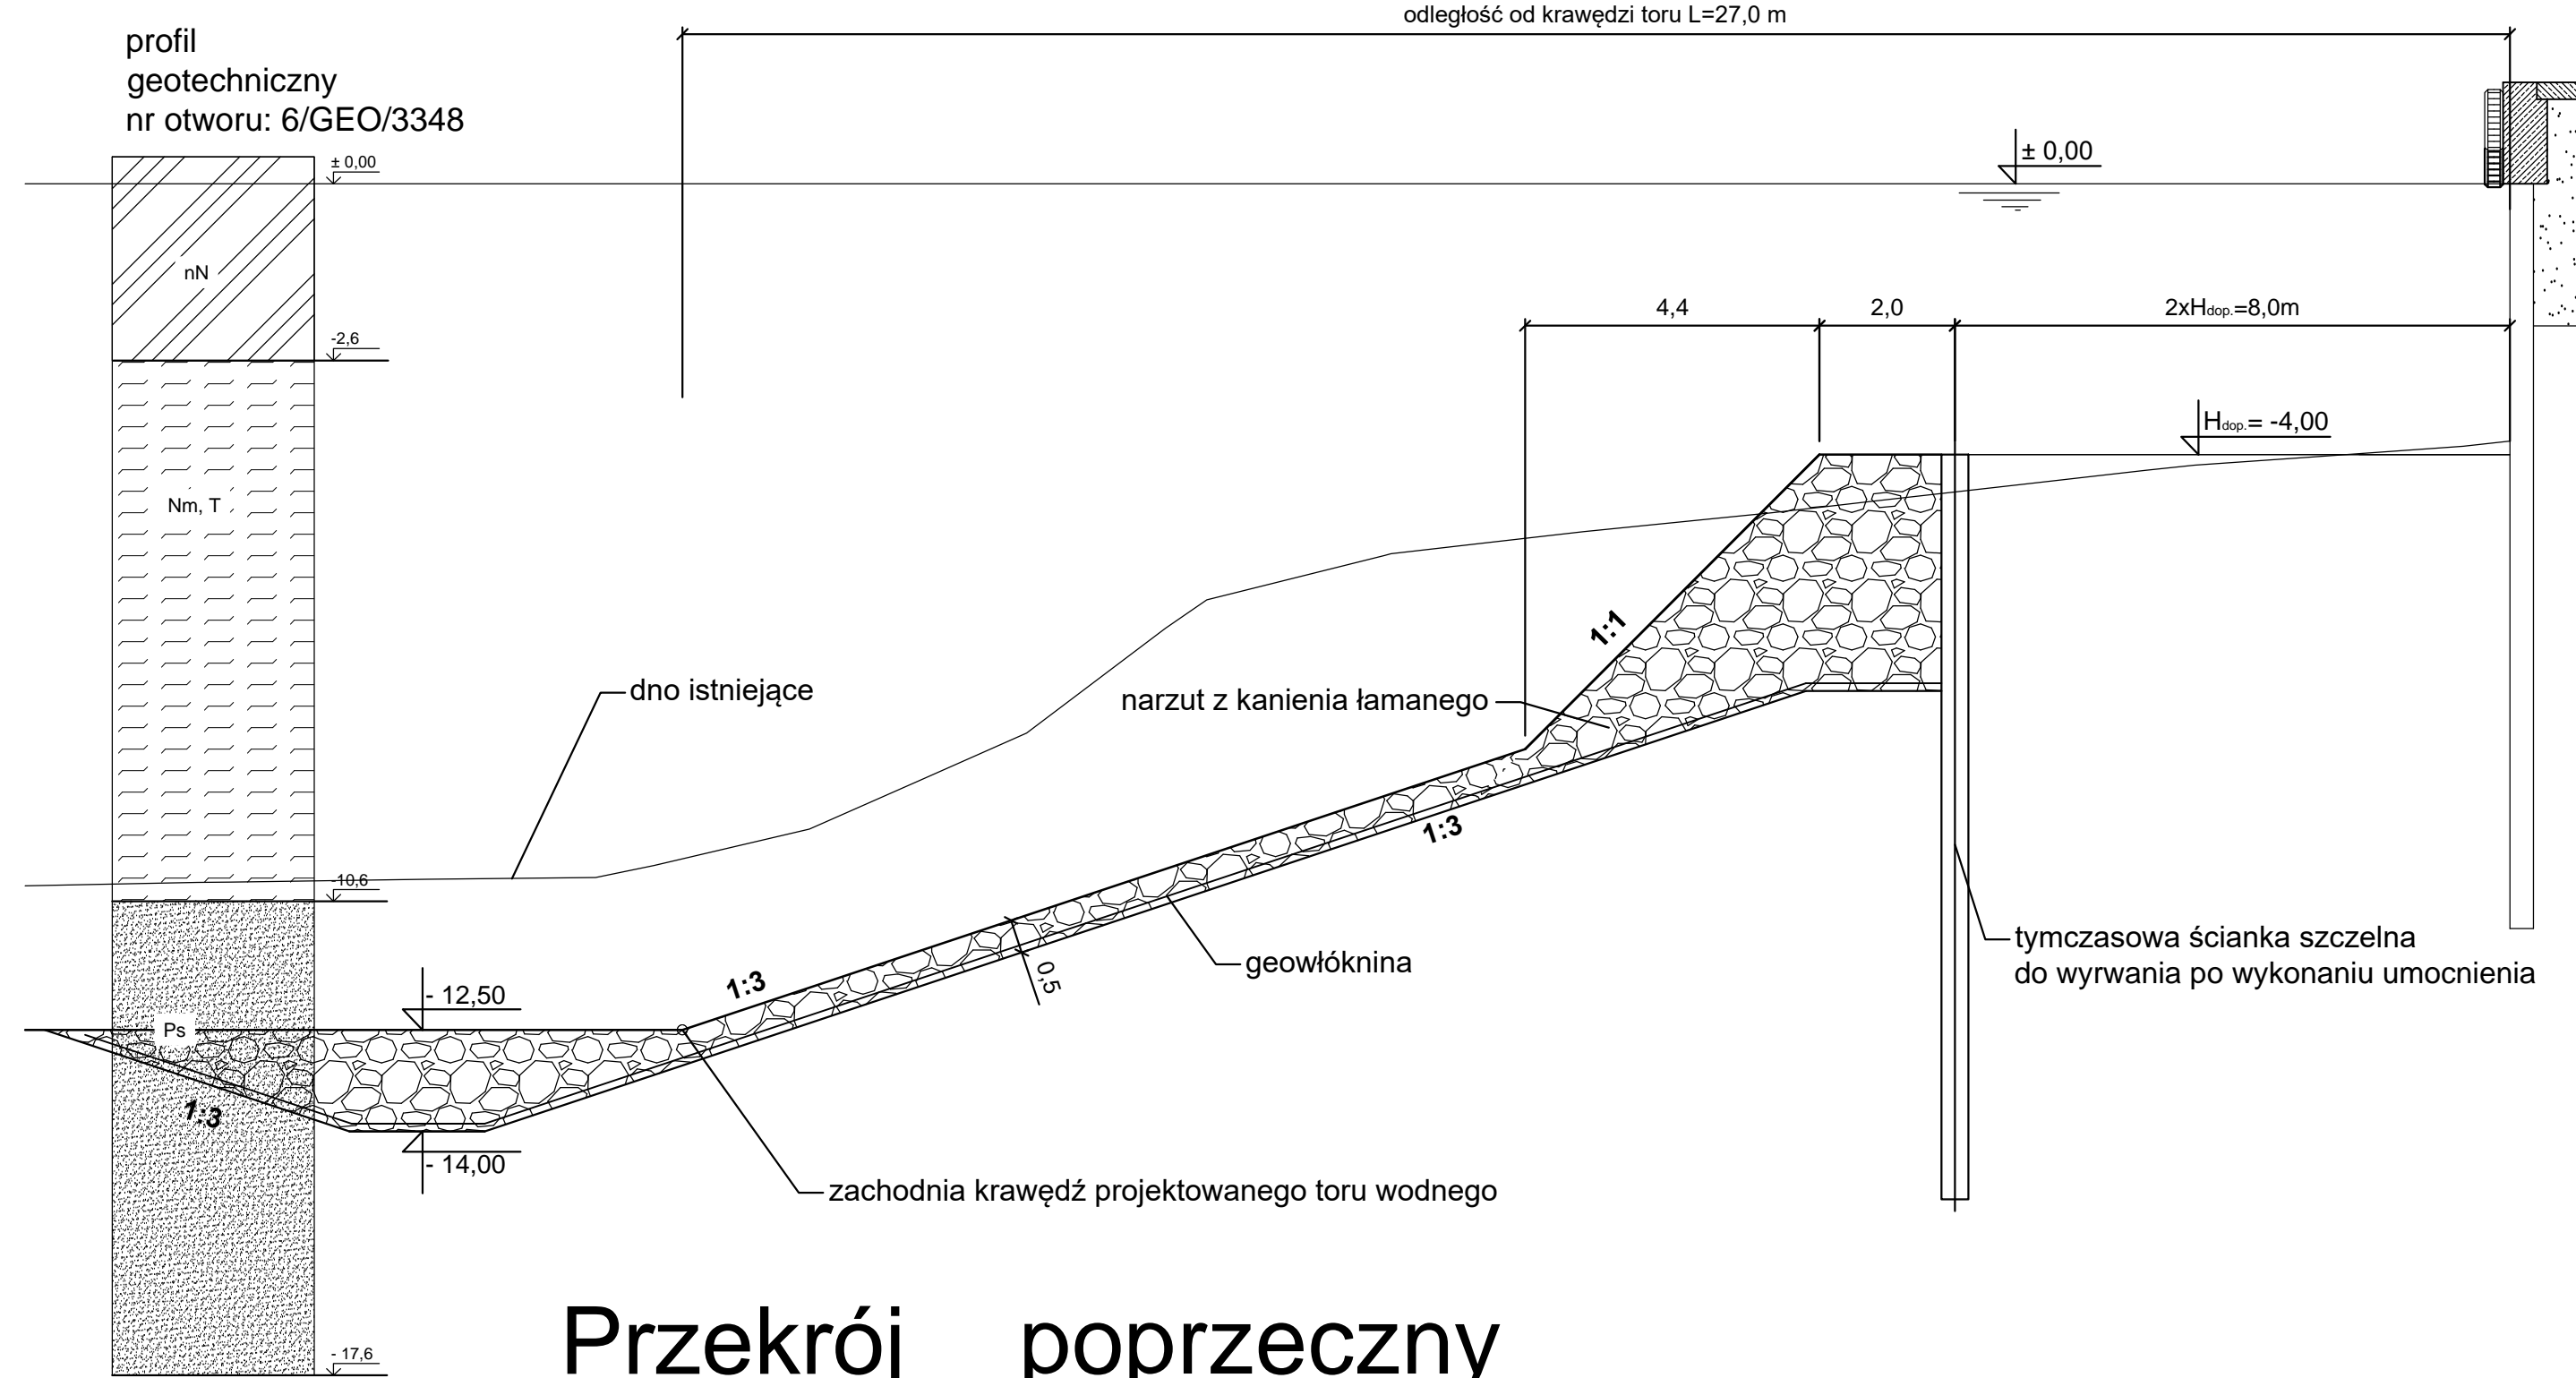 odległość od krawędzi toru L=27,0 m
profil
geotechniczny
nr otworu: 6/GEO/3348
± 0,00
± 0,00
nN
-2,6
4,4
2,0
2xHdop.=8,0m
Hdop.= -4,00
Nm, T
1:1
dno istniejące
narzut z kanienia łamanego
1:3
-10,6
tymczasowa ścianka szczelna
do wyrwania po wykonaniu umocnienia
geowłóknina
0,5
1:3
- 12,50
Ps
1:3
- 14,00
zachodnia krawędź projektowanego toru wodnego
Przekrój poprzeczny
- 17,6